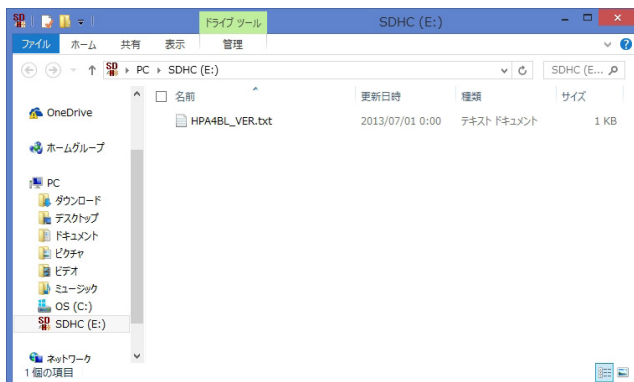 ドライブ ツール
SDHC (E:)
ファイル ホーム 共有 表示 管理
PC SDHC (E:)
SDHC (E...
名前 更新日時 種類 サイズ
HPA4BL_VER.txt 2013/07/01 0:00 テキスト ドキュメント 1 KB
OneDrive
ホームグループ
PC
ダウンロード
デスクトップ
ドキュメント
ピクチャ
ビデオ
ミュージック
OS (C:)
SDHC (E:)
ネットワーク
1 個の項目